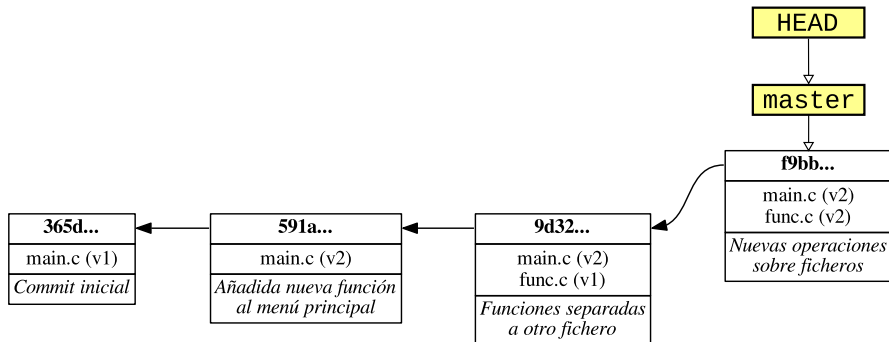 HEAD
master
f9bb...
main.c (v2)
func.c (v2)
Nuevas operaciones
sobre ficheros
365d...
main.c (v1)
Commit inicial
591a...
main.c (v2)
Añadida nueva función
al menú principal
9d32...
main.c (v2)
func.c (v1)
Funciones separadas
a otro fichero